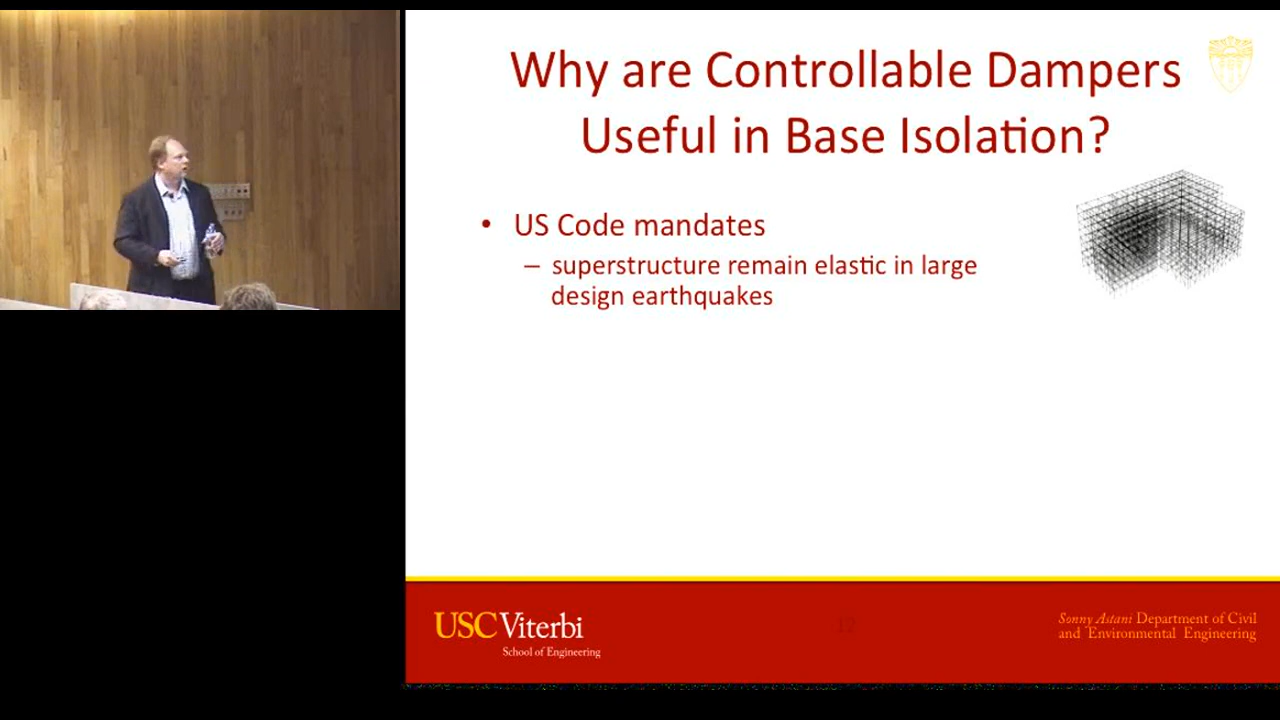 Why are Controllable Dampers
Useful in Base Isolation?
• US Code mandates
– superstructure remain elastic in large
design earthquakes
USC Viterbi
School of Engineering
12
Sonny Astani Department of Civil
and Environmental Engineering